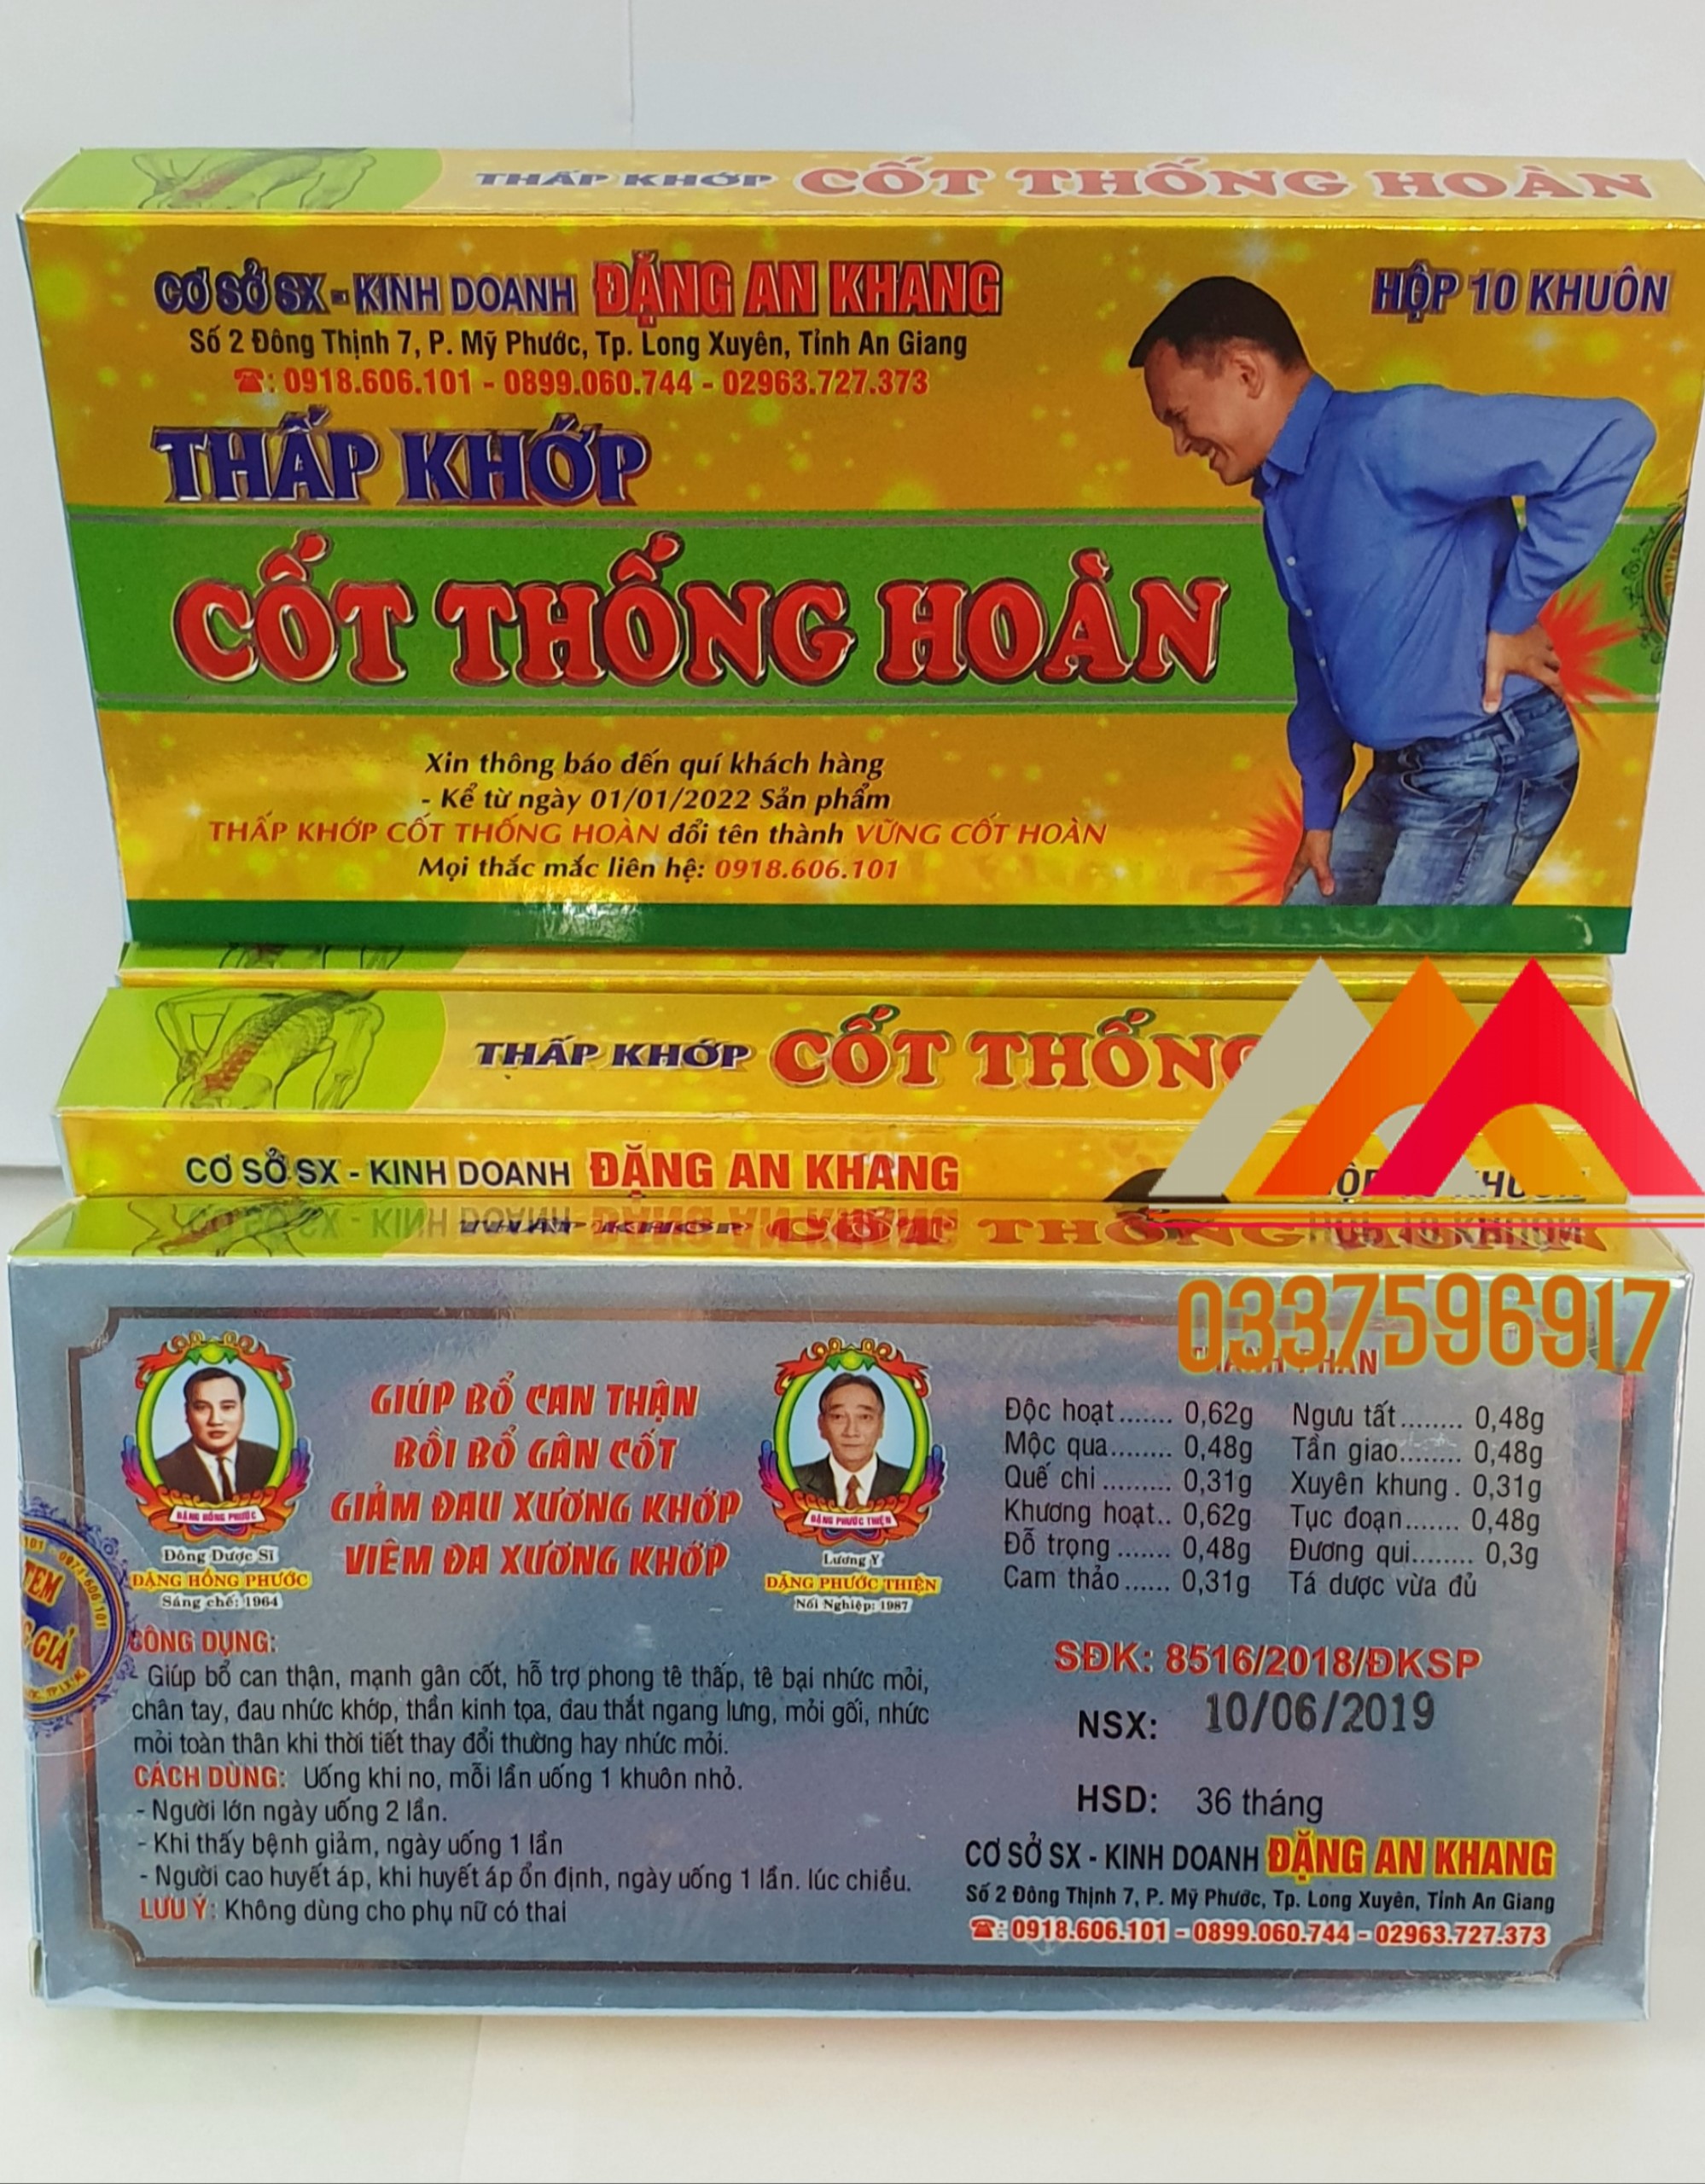 THẤP KHỚP CỐT THỐNG HOÀN
CƠ SỞ SX - KINH DOANH ĐẶNG AN KHANG
HỘP 10 KHUÔN
Số 2 Đông Thịnh 7, P. Mỹ Phước, Tp. Long Xuyên, Tỉnh An Giang
☎: 0918.606.101 - 0899.060.744 - 02963.727.373
THẤP KHỚP
CỐT THỐNG HOÀN
Xin thông báo đến quí khách hàng
- Kể từ ngày 01/01/2022 Sản phẩm
THẤP KHỚP CỐT THỐNG HOÀN đổi tên thành VỮNG CỐT HOÀN
Mọi thắc mắc liên hệ: 0918.606.101
THẤP KHỚP CỐT THỐNG
CƠ SỞ SX - KINH DOANH ĐẶNG AN KHANG
THẤP KHỚP CỐT THỐNG HOÀN
0337596917
GIÚP BỔ CAN THẬN
BỒI BỔ GÂN CỐT
GIẢM ĐAU XƯƠNG KHỚP
VIÊM ĐA XƯƠNG KHỚP
ĐẶNG HỒNG PHƯỚC
Đông Dược Sĩ
ĐẶNG HỒNG PHƯỚC
Sáng chế: 1964
ĐẶNG PHƯỚC THIỆN
Lương Y
ĐẶNG PHƯỚC THIỆN
Nối Nghiệp: 1987
THÀNH PHẦN
Độc hoạt....... 0,62g Ngưu tất........ 0,48g
Mộc qua........ 0,48g Tần giao........ 0,48g
Quế chi ......... 0,31g Xuyên khung . 0,31g
Khương hoạt.. 0,62g Tục đoạn....... 0,48g
Đỗ trọng ....... 0,48g Đương qui........ 0,3g
Cam thảo...... 0,31g Tá dược vừa đủ
TEM
GIẢ
CÔNG DỤNG:
Giúp bổ can thận, mạnh gân cốt, hỗ trợ phong tê thấp, tê bại nhức mỏi,
chân tay, đau nhức khớp, thần kinh tọa, đau thắt ngang lưng, mỏi gối, nhức
mỏi toàn thân khi thời tiết thay đổi thường hay nhức mỏi.
CÁCH DÙNG: Uống khi no, mỗi lần uống 1 khuôn nhỏ.
- Người lớn ngày uống 2 lần.
- Khi thấy bệnh giảm, ngày uống 1 lần
- Người cao huyết áp, khi huyết áp ổn định, ngày uống 1 lần. lúc chiều.
LƯU Ý: Không dùng cho phụ nữ có thai
SĐK: 8516/2018/ĐKSP
NSX: 10/06/2019
HSD: 36 tháng
CƠ SỞ SX - KINH DOANH ĐẶNG AN KHANG
Số 2 Đông Thịnh 7, P. Mỹ Phước, Tp. Long Xuyên, Tỉnh An Giang
☎: 0918.606.101 - 0899.060.744 - 02963.727.373